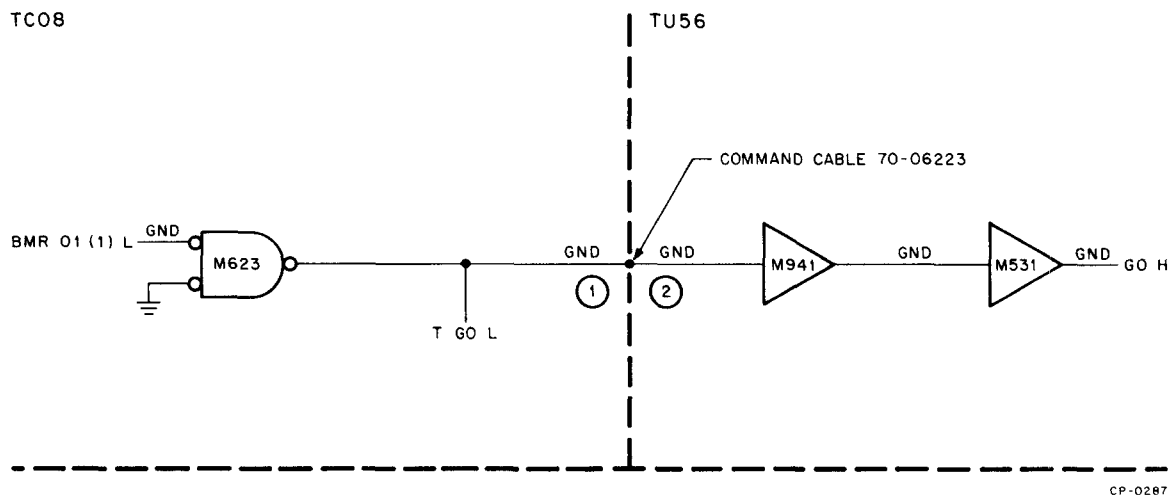 TC08
TU56
COMMAND CABLE 70-06223
BMR 01 (1) L
GND
M623
GND
GND
M941
GND
M531
GND
GO H
1
2
T GO L
CP-0287